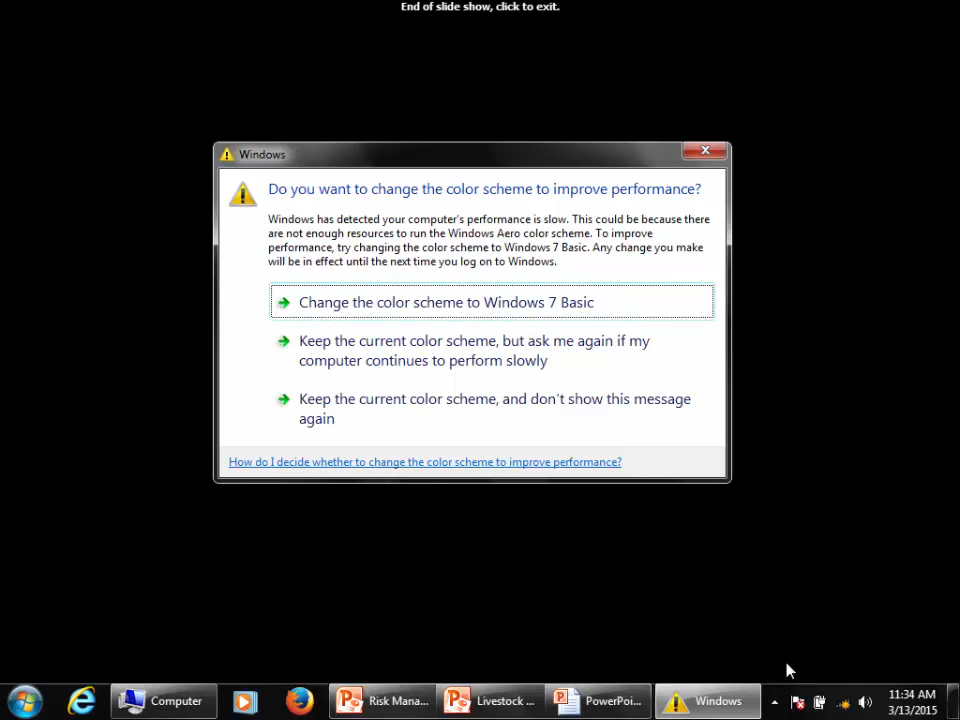 End of slide show, click to exit.
Windows
Do you want to change the color scheme to improve performance?
Windows has detected your computer's performance is slow. This could be because there
are not enough resources to run the Windows Aero color scheme. To improve
performance, try changing the color scheme to Windows 7 Basic. Any change you make
will be in effect until the next time you log on to Windows.
Change the color scheme to Windows 7 Basic
Keep the current color scheme, but ask me again if my
computer continues to perform slowly
Keep the current color scheme, and don't show this message
again
How do I decide whether to change the color scheme to improve performance?
Computer
Risk Mana...
Livestock ...
PowerPoi...
Windows
11:34 AM
3/13/2015